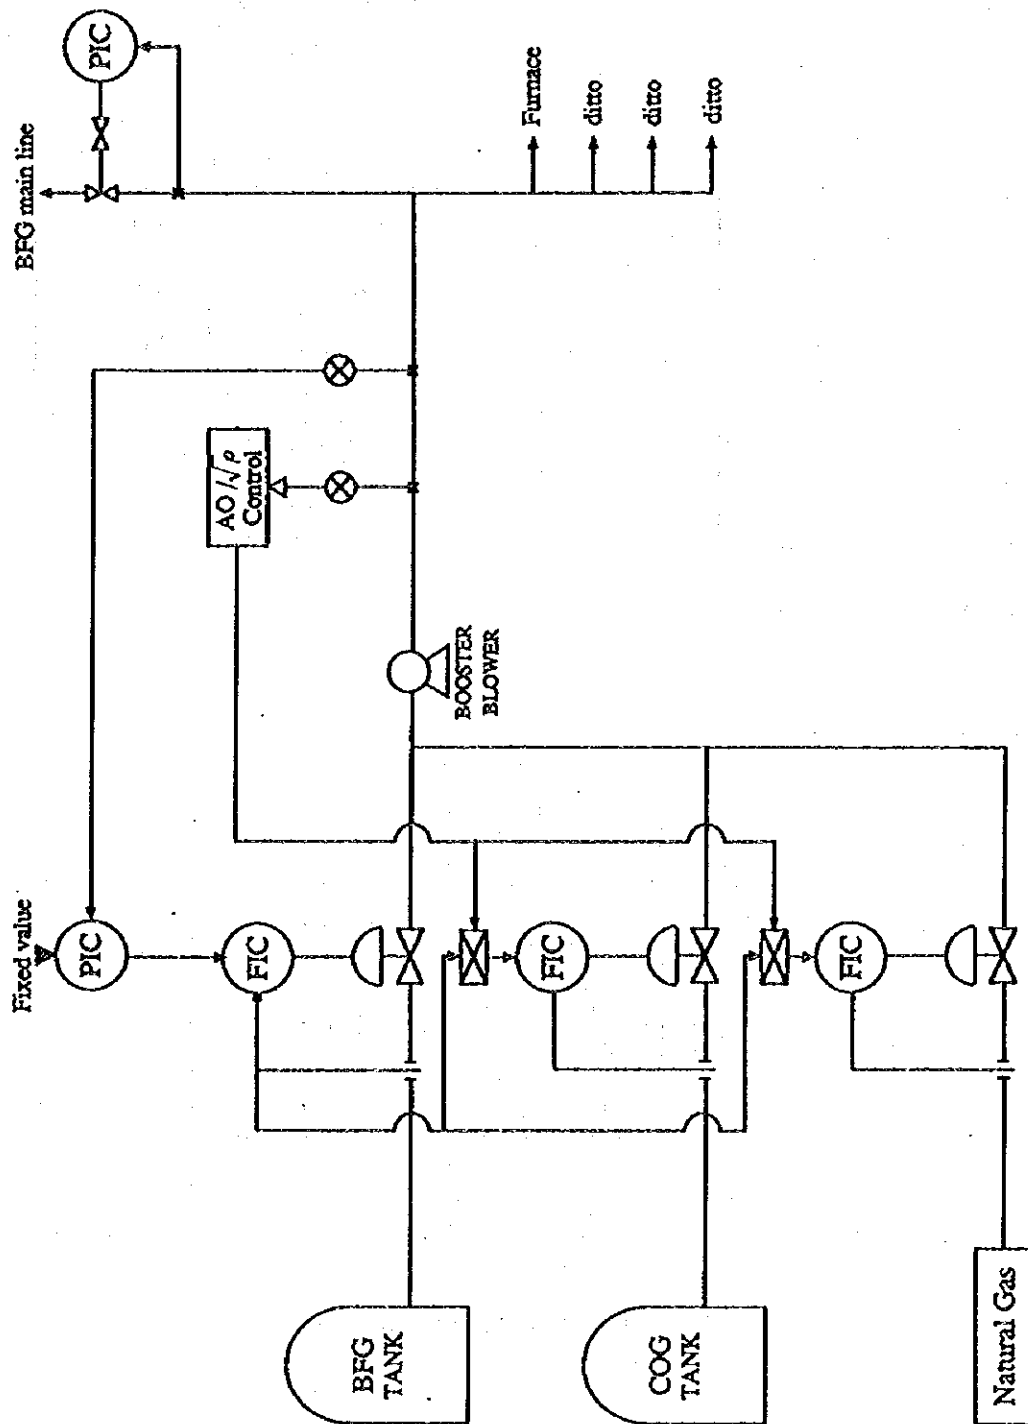 BFG main line
PIC
Furnace
ditto
ditto
ditto
AO/√ρ
Control
BOOSTER
BLOWER
Fixed value
PIC
FIC
FIC
FIC
BFG
TANK
COG
TANK
Natural Gas